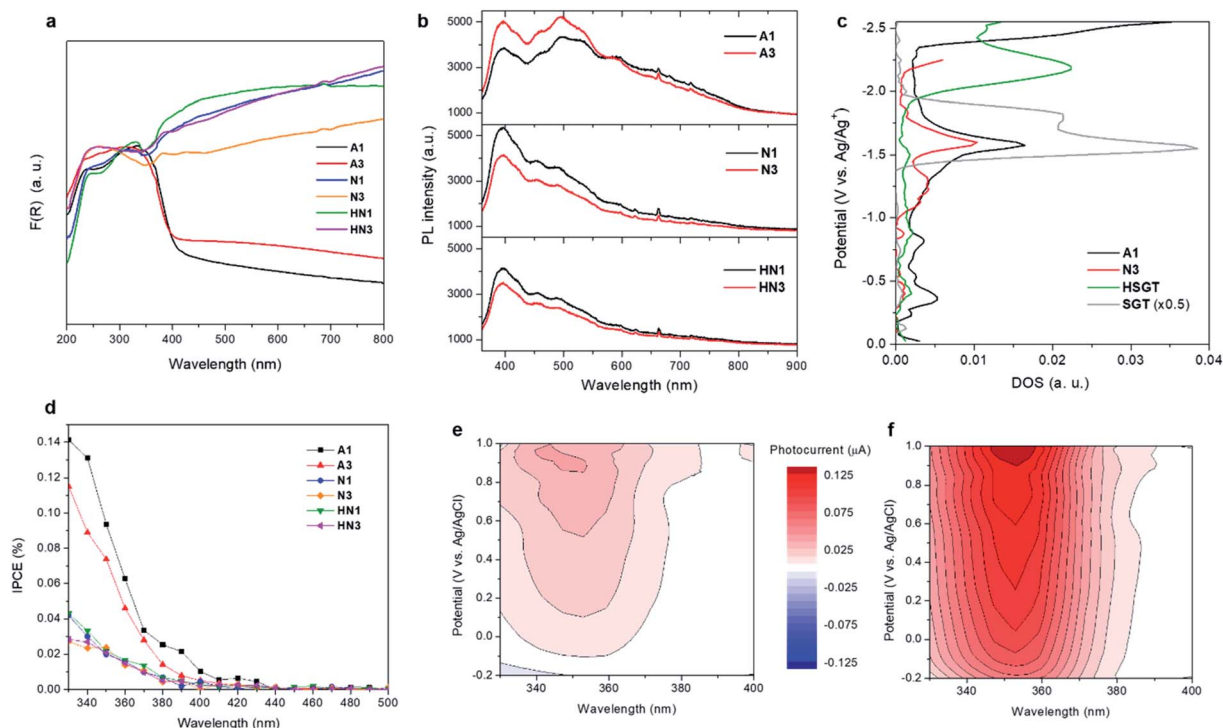 a
F(R) (a. u.)
A1
A3
N1
N3
HN1
HN3
200 300 400 500 600 700 800
Wavelength (nm)
b
5000
3000
1000
A1
A3
5000
3000
1000
N1
N3
5000
3000
1000
HN1
HN3
PL intensity (a.u.)
400 500 600 700 800 900
Wavelength (nm)
c
-2.5
-2.0
-1.5
-1.0
-0.5
-0.0
Potential (V vs. Ag/Ag+)
A1
N3
HSGT
SGT (x0.5)
0.00 0.01 0.02 0.03 0.04
DOS (a. u.)
d
0.14
0.12
0.10
0.08
0.06
0.04
0.02
0.00
IPCE (%)
A1
A3
N1
N3
HN1
HN3
340 360 380 400 420 440 460 480 500
Wavelength (nm)
e
1.0
0.8
0.6
0.4
0.2
0.0
-0.2
Potential (V vs. Ag/AgCl)
340 360 380 400
Wavelength (nm)
Photocurrent (μA)
0.125
0.075
0.025
-0.025
-0.075
-0.125
f
1.0
0.8
0.6
0.4
0.2
0.0
-0.2
Potential (V vs. Ag/AgCl)
340 360 380 400
Wavelength (nm)